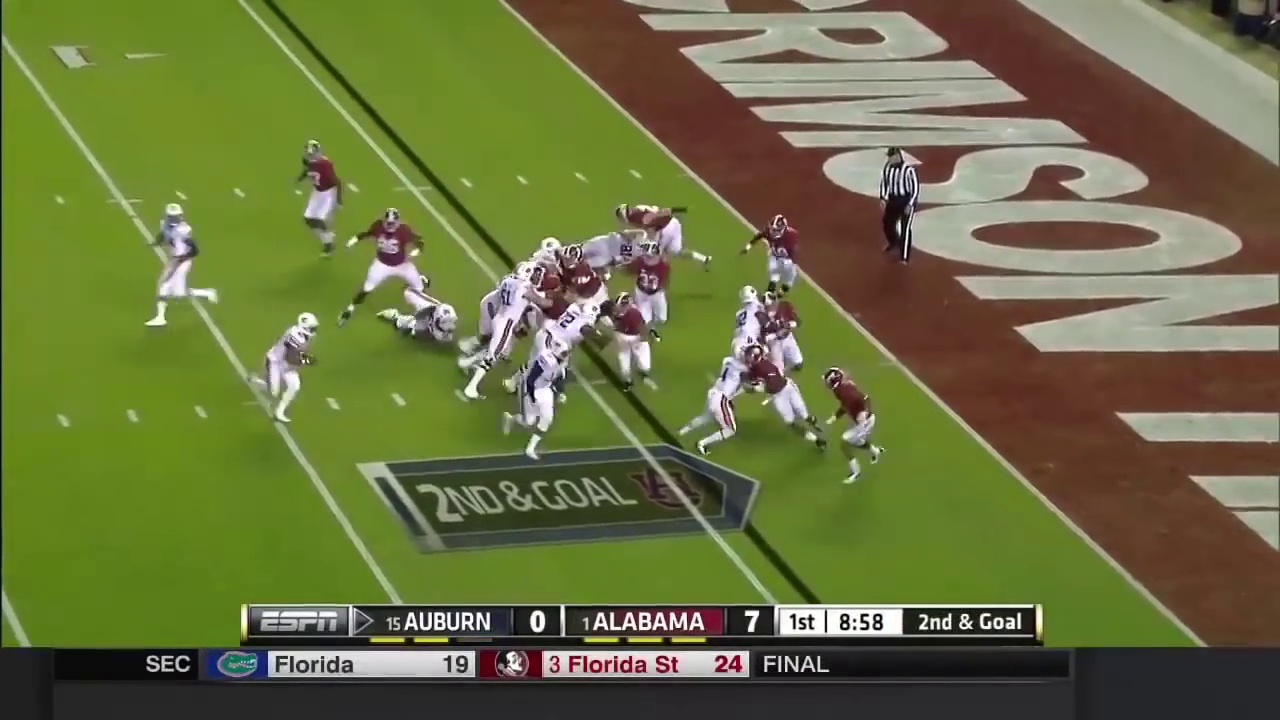 CRIMSON
2ND & GOAL
ESPN 15 AUBURN 0 1 ALABAMA 7 1st 8:58 2nd & Goal
SEC Florida 19 3 Florida St 24 FINAL